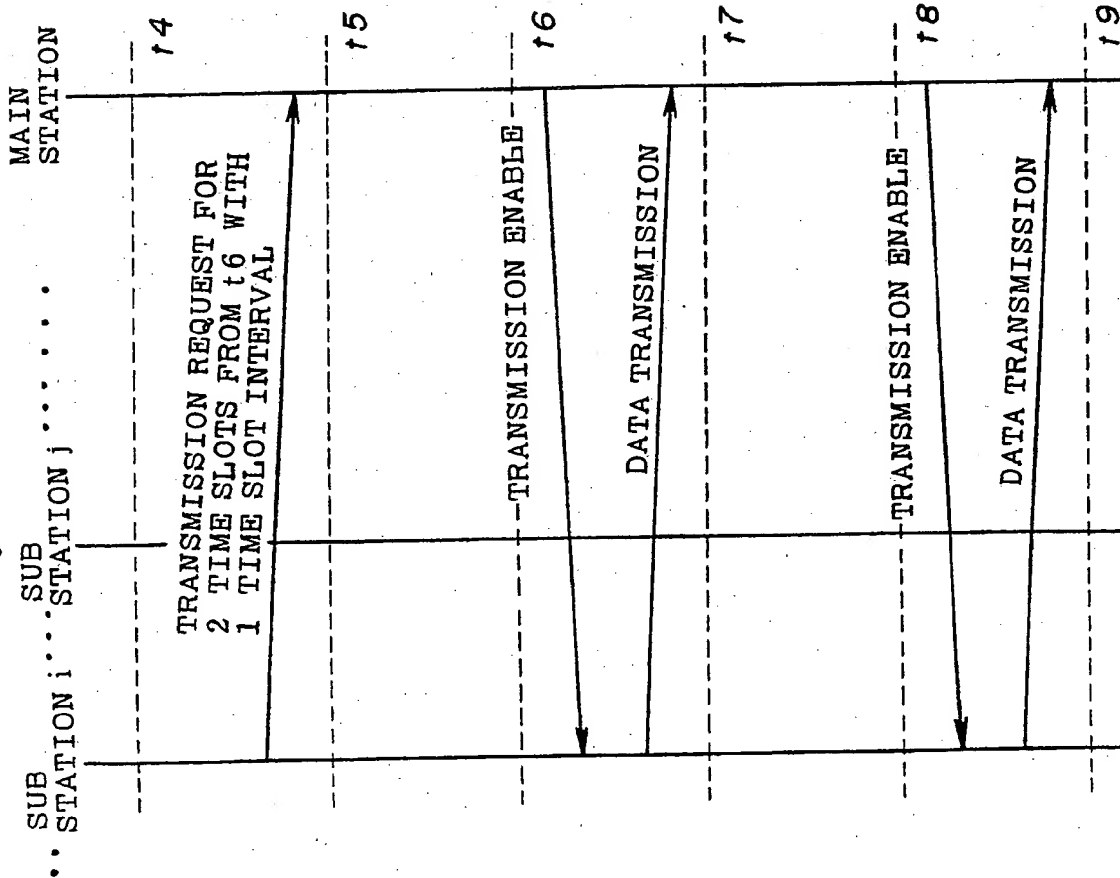 MAIN
STATION
SUB
STATION j
SUB
STATION i
t4
TRANSMISSION REQUEST FOR
2 TIME SLOTS FROM t6 WITH
1 TIME SLOT INTERVAL
t5
TRANSMISSION ENABLE
t6
DATA TRANSMISSION
t7
TRANSMISSION ENABLE
t8
DATA TRANSMISSION
t9